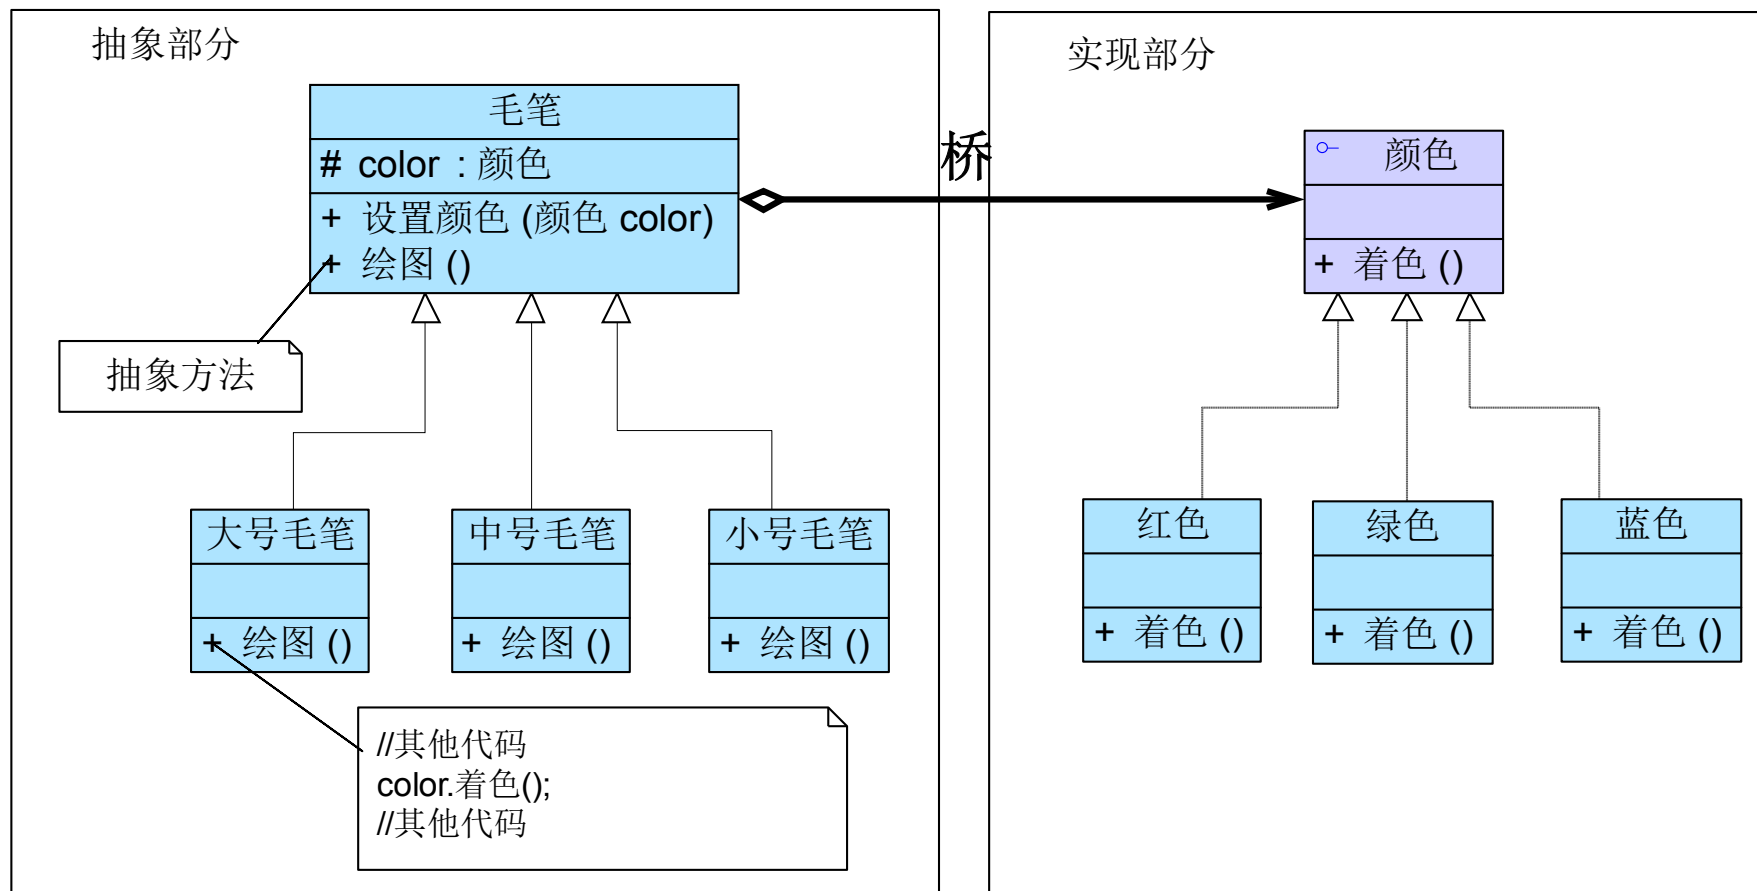 抽象部分
毛笔
# color : 颜色
+ 设置颜色 (颜色 color)
+ 绘图 ()
抽象方法
大号毛笔
+ 绘图 ()
中号毛笔
+ 绘图 ()
小号毛笔
+ 绘图 ()
//其他代码
color.着色();
//其他代码
桥
实现部分
颜色
+ 着色 ()
红色
+ 着色 ()
绿色
+ 着色 ()
蓝色
+ 着色 ()